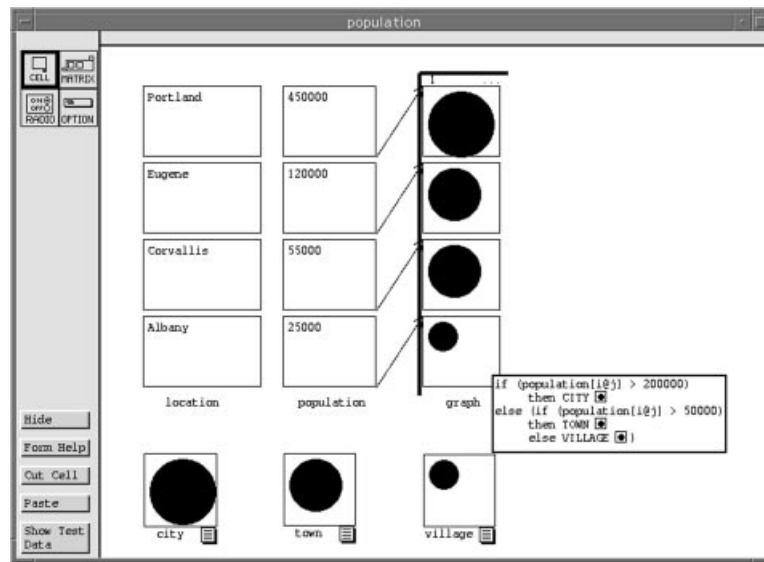 population
CELL MATRIX
RADIO OPTION
Portland 450000
Eugene 120000
Corvallis 55000
Albany 25000
location population graph
if (population[i@j] > 200000)
then CITY
else (if (population[i@j] > 50000)
then TOWN
else VILLAGE )
Hide
Form Help
Cut Cell
Paste
Show Test
Data
city town village